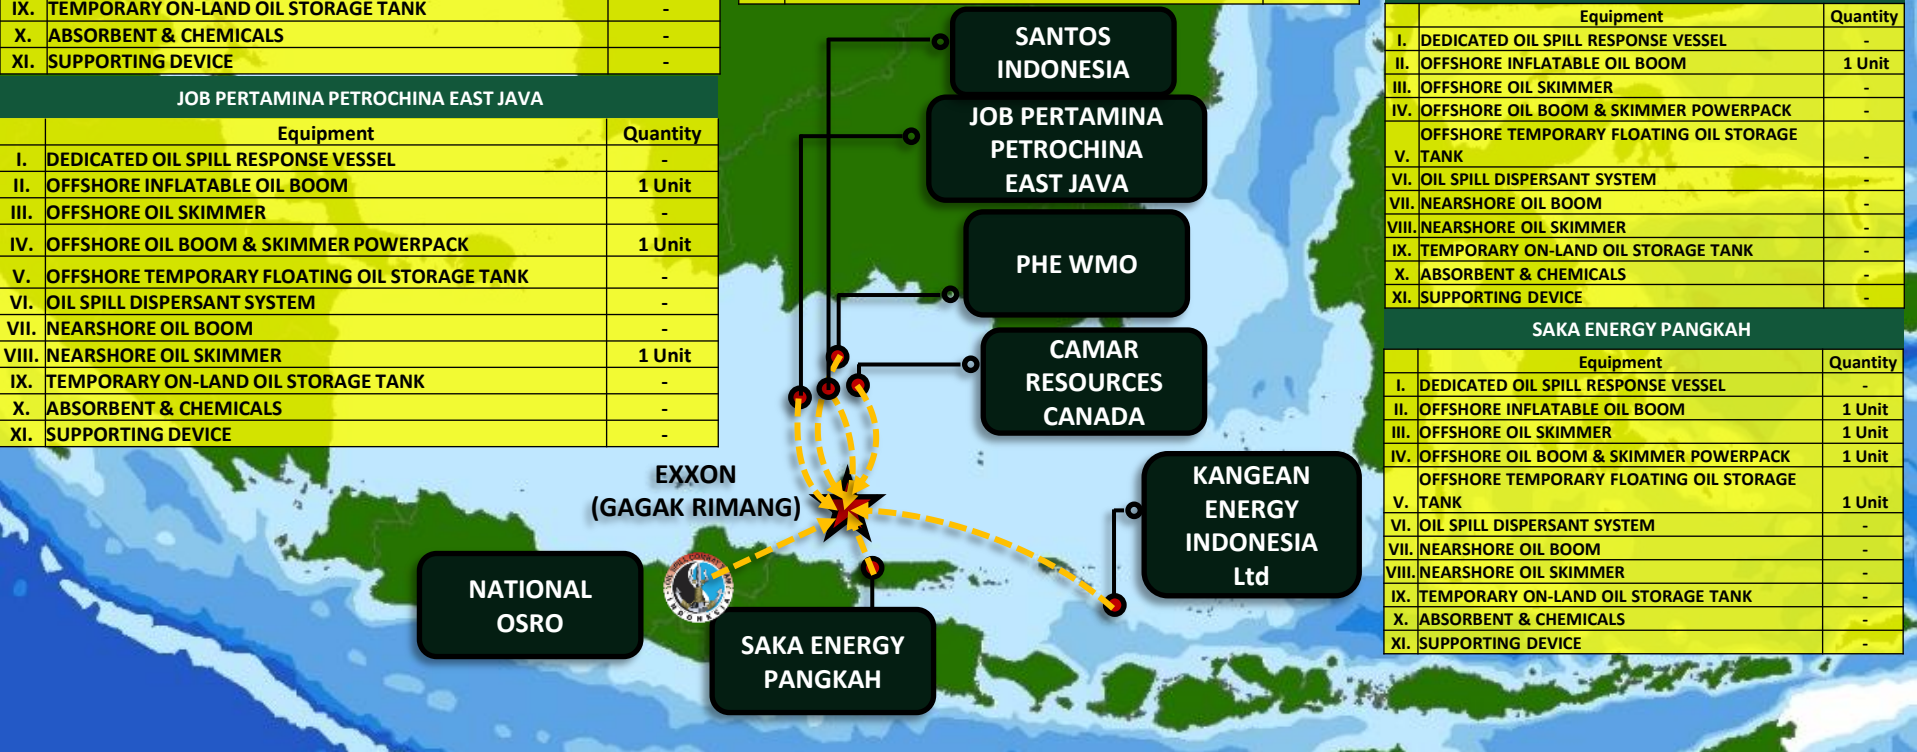 IX. TEMPORARY ON-LAND OIL STORAGE TANK -
X. ABSORBENT & CHEMICALS -
XI. SUPPORTING DEVICE -
JOB PERTAMINA PETROCHINA EAST JAVA
Equipment Quantity
I. DEDICATED OIL SPILL RESPONSE VESSEL -
II. OFFSHORE INFLATABLE OIL BOOM 1 Unit
III. OFFSHORE OIL SKIMMER -
IV. OFFSHORE OIL BOOM & SKIMMER POWERPACK 1 Unit
V. OFFSHORE TEMPORARY FLOATING OIL STORAGE TANK -
VI. OIL SPILL DISPERSANT SYSTEM -
VII. NEARSHORE OIL BOOM -
VIII. NEARSHORE OIL SKIMMER 1 Unit
IX. TEMPORARY ON-LAND OIL STORAGE TANK -
X. ABSORBENT & CHEMICALS -
XI. SUPPORTING DEVICE -
SANTOS
INDONESIA
JOB PERTAMINA
PETROCHINA
EAST JAVA
PHE WMO
CAMAR
RESOURCES
CANADA
EXXON
(GAGAK RIMANG)
KANGEAN
ENERGY
INDONESIA
Ltd
NATIONAL
OSRO
OIL SPILL COMBAT TEAM
INDONESIA
SAKA ENERGY
PANGKAH
Equipment Quantity
I. DEDICATED OIL SPILL RESPONSE VESSEL -
II. OFFSHORE INFLATABLE OIL BOOM 1 Unit
III. OFFSHORE OIL SKIMMER -
IV. OFFSHORE OIL BOOM & SKIMMER POWERPACK -
OFFSHORE TEMPORARY FLOATING OIL STORAGE
V. TANK -
VI. OIL SPILL DISPERSANT SYSTEM -
VII. NEARSHORE OIL BOOM -
VIII. NEARSHORE OIL SKIMMER -
IX. TEMPORARY ON-LAND OIL STORAGE TANK -
X. ABSORBENT & CHEMICALS -
XI. SUPPORTING DEVICE -
SAKA ENERGY PANGKAH
Equipment Quantity
I. DEDICATED OIL SPILL RESPONSE VESSEL -
II. OFFSHORE INFLATABLE OIL BOOM 1 Unit
III. OFFSHORE OIL SKIMMER 1 Unit
IV. OFFSHORE OIL BOOM & SKIMMER POWERPACK 1 Unit
OFFSHORE TEMPORARY FLOATING OIL STORAGE
V. TANK 1 Unit
VI. OIL SPILL DISPERSANT SYSTEM -
VII. NEARSHORE OIL BOOM -
VIII. NEARSHORE OIL SKIMMER -
IX. TEMPORARY ON-LAND OIL STORAGE TANK -
X. ABSORBENT & CHEMICALS -
XI. SUPPORTING DEVICE -